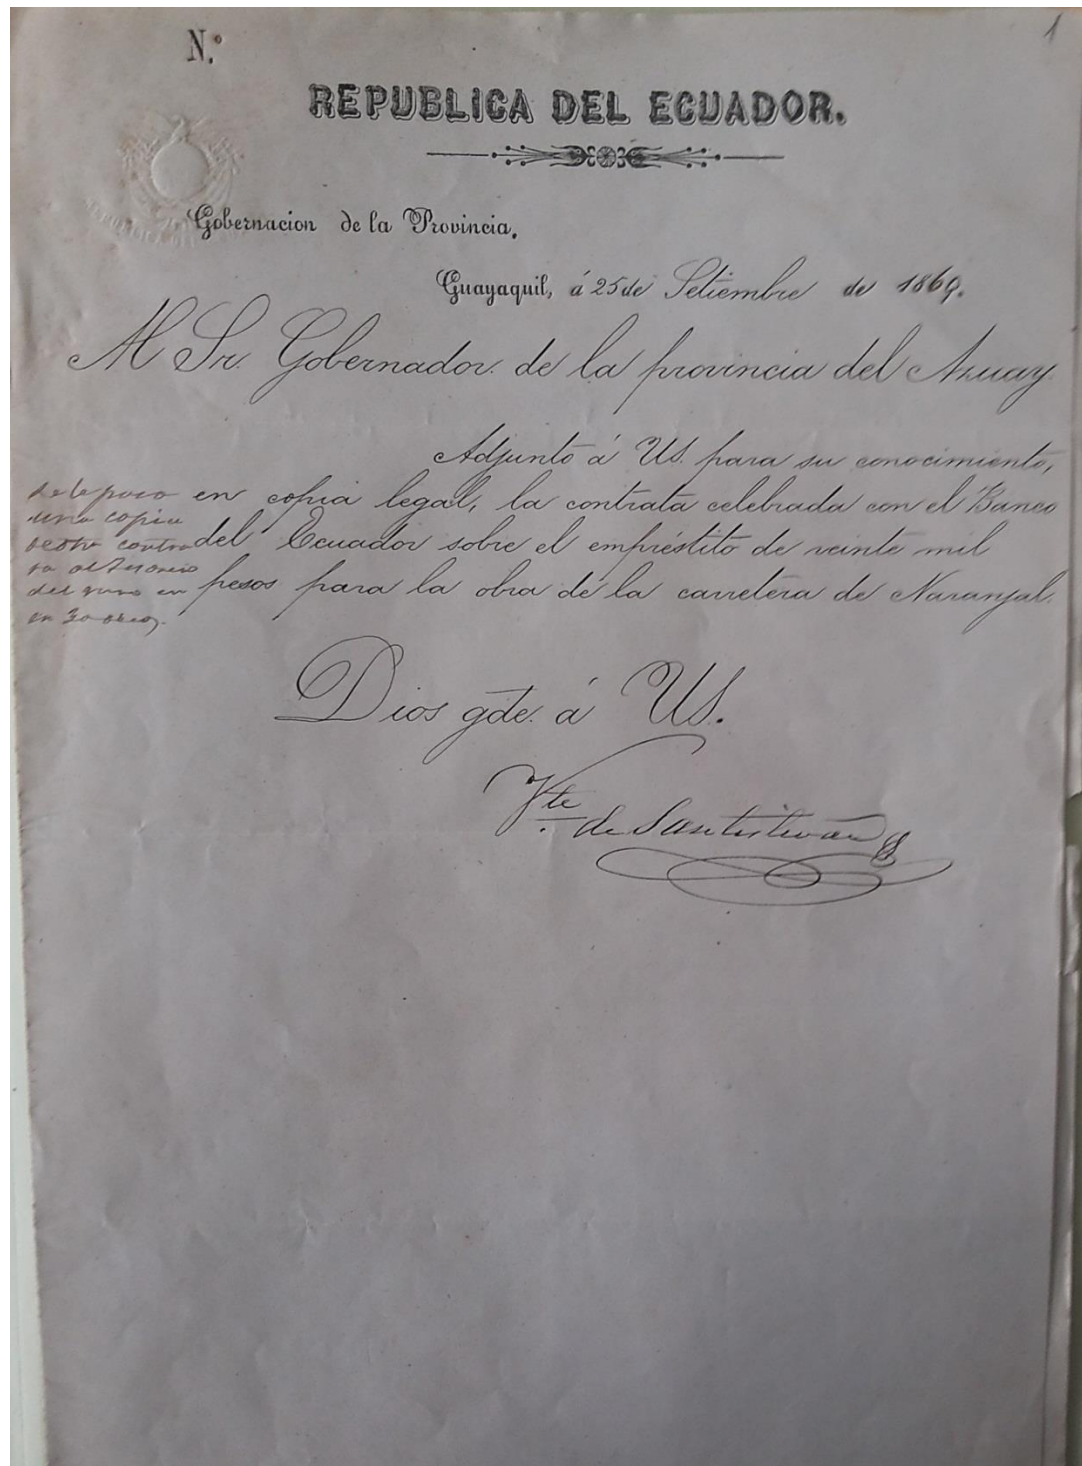 1
N.°
REPUBLICA DEL ECUADOR.
Gobernacion de la Provincia.
Guayaquil, á 25 de Setiembre de 1869.
Al Sr. Gobernador de la provincia del Azuay.
Adjunto á US. para su conocimiento,
en copia legal, la contrata celebrada con el Banco
del Ecuador sobre el empréstito de veinte mil
pesos para la obra de la carretera de Naranjal.
una copia
Dios gde. á US.
Vte. de Santistevan